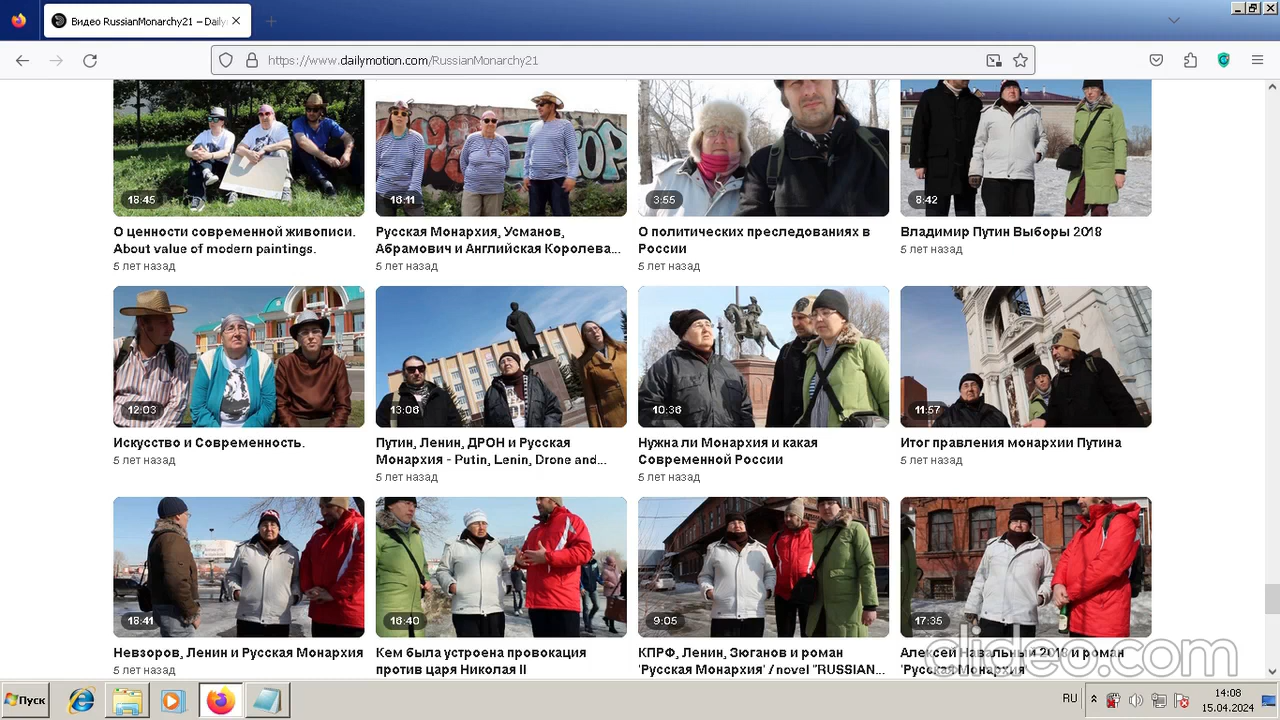 Видео RussianMonarchy21 – Daily
https://www.dailymotion.com/RussianMonarchy21
18:45
16:11
3:55
8:42
О ценности современной живописи.
About value of modern paintings.
5 лет назад
Русская Монархия, Усманов,
Абрамович и Английская Королева...
5 лет назад
О политических преследованиях в
России
5 лет назад
Владимир Путин Выборы 2018
5 лет назад
12:03
13:06
10:36
11:57
Искусство и Современность.
5 лет назад
Путин, Ленин, ДРОН и Русская
Монархия - Putin, Lenin, Drone and...
5 лет назад
Нужна ли Монархия и какая
Современной России
5 лет назад
Итог правления монархии Путина
5 лет назад
18:41
16:40
9:05
17:35
Невзоров, Ленин и Русская Монархия
5 лет назад
Кем была устроена провокация
против царя Николая II
КПРФ, Ленин, Зюганов и роман
'Русская Монархия' / novel "RUSSIAN...
Алексей Навальный 2018 и роман
'Русская Монархия'
clideo.com
Пуск
RU
14:08
15.04.2024